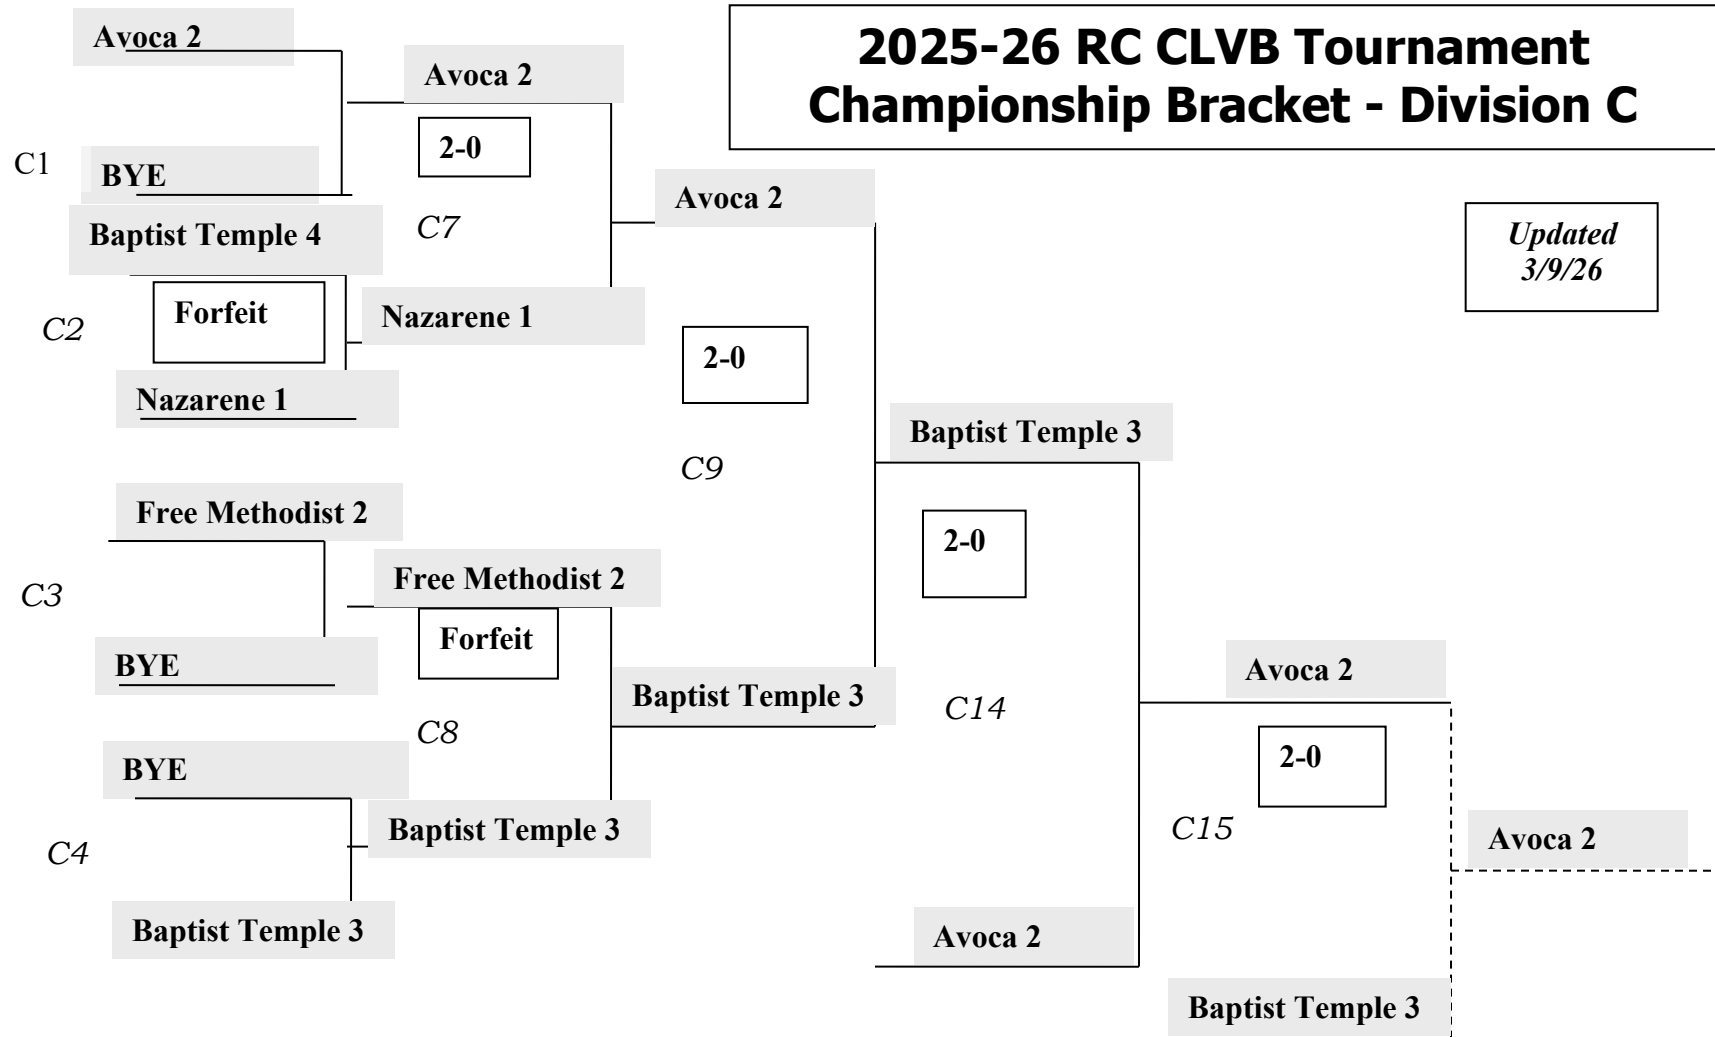 2025-26 RC CLVB Tournament
Championship Bracket - Division C
Updated
3/9/26
Avoca 2
C1
BYE
Baptist Temple 4
C2
Forfeit
Nazarene 1
Free Methodist 2
C3
BYE
BYE
C4
Baptist Temple 3
Avoca 2
2-0
C7
Nazarene 1
Free Methodist 2
Forfeit
C8
Baptist Temple 3
Avoca 2
2-0
C9
Baptist Temple 3
Baptist Temple 3
2-0
C14
Avoca 2
Avoca 2
2-0
C15
Baptist Temple 3
Avoca 2